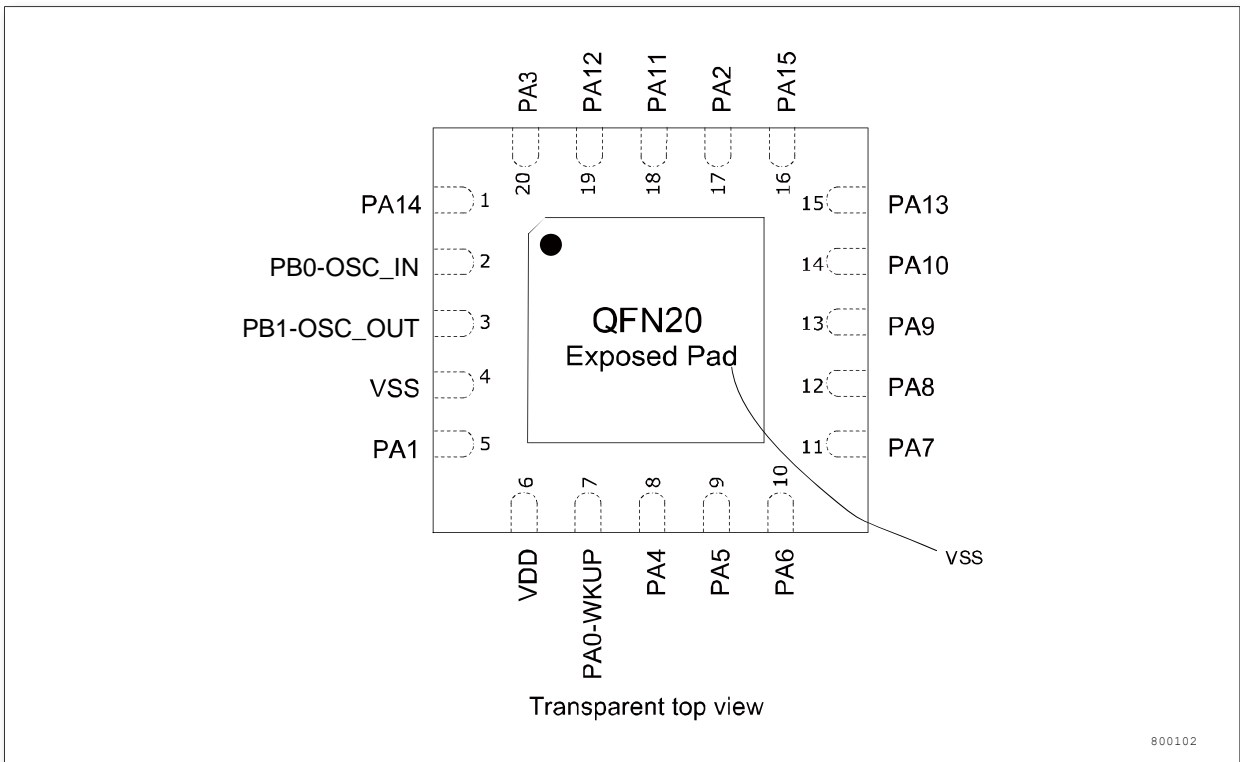 PA3
PA12
PA11
PA2
PA15
20
19
18
17
16
PA14
1
PB0-OSC_IN
2
PB1-OSC_OUT
3
VSS
4
PA1
5
QFN20
Exposed Pad
15
PA13
14
PA10
13
PA9
12
PA8
11
PA7
6
7
8
9
10
VDD
PA0-WKUP
PA4
PA5
PA6
VSS
Transparent top view
800102